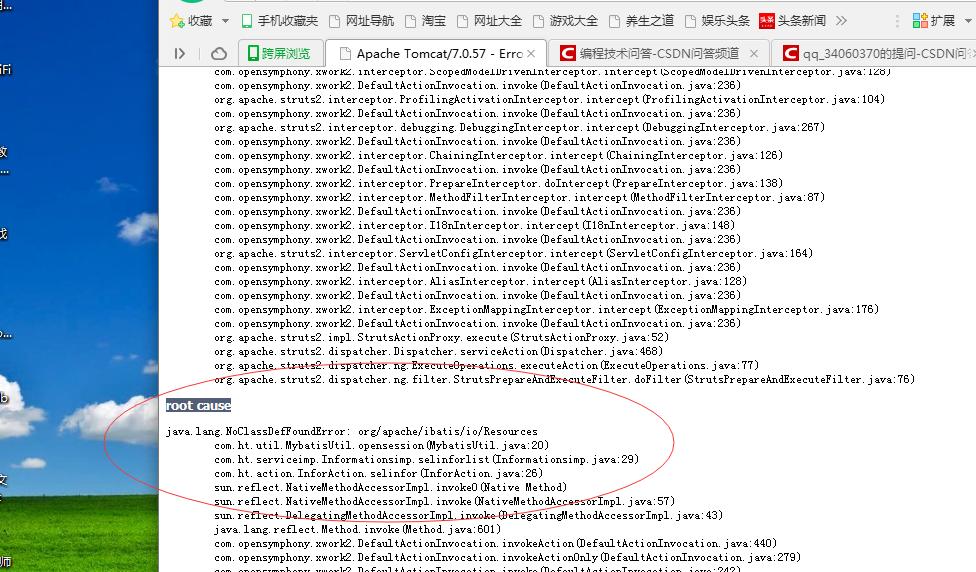 收藏 手机收藏夹 网址导航 淘宝 网址大全 游戏大全 养生之道 娱乐头条 头条 头条新闻 扩展
跨屏浏览 Apache Tomcat/7.0.57 - Errc 编程技术问答-CSDN问答频道 qq_34060370的提问-CSDN问
com.opensymphony.xwork2.interceptor.ScopedModelDrivenInterceptor.intercept(ScopedModelDrivenInterceptor.java:128)
com.opensymphony.xwork2.DefaultActionInvocation.invoke(DefaultActionInvocation.java:236)
org.apache.struts2.interceptor.ProfilingActivationInterceptor.intercept(ProfilingActivationInterceptor.java:104)
com.opensymphony.xwork2.DefaultActionInvocation.invoke(DefaultActionInvocation.java:236)
org.apache.struts2.interceptor.debugging.DebuggingInterceptor.intercept(DebuggingInterceptor.java:267)
com.opensymphony.xwork2.DefaultActionInvocation.invoke(DefaultActionInvocation.java:236)
com.opensymphony.xwork2.interceptor.ChainingInterceptor.intercept(ChainingInterceptor.java:126)
com.opensymphony.xwork2.DefaultActionInvocation.invoke(DefaultActionInvocation.java:236)
com.opensymphony.xwork2.interceptor.PrepareInterceptor.doIntercept(PrepareInterceptor.java:138)
com.opensymphony.xwork2.interceptor.MethodFilterInterceptor.intercept(MethodFilterInterceptor.java:87)
com.opensymphony.xwork2.DefaultActionInvocation.invoke(DefaultActionInvocation.java:236)
com.opensymphony.xwork2.interceptor.I18nInterceptor.intercept(I18nInterceptor.java:148)
com.opensymphony.xwork2.DefaultActionInvocation.invoke(DefaultActionInvocation.java:236)
org.apache.struts2.interceptor.ServletConfigInterceptor.intercept(ServletConfigInterceptor.java:164)
com.opensymphony.xwork2.DefaultActionInvocation.invoke(DefaultActionInvocation.java:236)
com.opensymphony.xwork2.interceptor.AliasInterceptor.intercept(AliasInterceptor.java:128)
com.opensymphony.xwork2.DefaultActionInvocation.invoke(DefaultActionInvocation.java:236)
com.opensymphony.xwork2.interceptor.ExceptionMappingInterceptor.intercept(ExceptionMappingInterceptor.java:176)
com.opensymphony.xwork2.DefaultActionInvocation.invoke(DefaultActionInvocation.java:236)
org.apache.struts2.impl.StrutsActionProxy.execute(StrutsActionProxy.java:52)
org.apache.struts2.dispatcher.Dispatcher.serviceAction(Dispatcher.java:468)
org.apache.struts2.dispatcher.ng.ExecuteOperations.executeAction(ExecuteOperations.java:77)
org.apache.struts2.dispatcher.ng.filter.StrutsPrepareAndExecuteFilter.doFilter(StrutsPrepareAndExecuteFilter.java:76)
root cause
java.lang.NoClassDefFoundError: org/apache/ibatis/io/Resources
com.ht.util.MybatisUtil.opensession(MybatisUtil.java:20)
com.ht.serviceimp.Informationsimp.selinforlist(Informationsimp.java:29)
com.ht.action.InforAction.selinfor(InforAction.java:26)
sun.reflect.NativeMethodAccessorImpl.invoke0(Native Method)
sun.reflect.NativeMethodAccessorImpl.invoke(NativeMethodAccessorImpl.java:57)
sun.reflect.DelegatingMethodAccessorImpl.invoke(DelegatingMethodAccessorImpl.java:43)
java.lang.reflect.Method.invoke(Method.java:601)
com.opensymphony.xwork2.DefaultActionInvocation.invokeAction(DefaultActionInvocation.java:440)
com.opensymphony.xwork2.DefaultActionInvocation.invokeActionOnly(DefaultActionInvocation.java:279)
com.opensymphony.xwork2.DefaultActionInvocation.invoke(DefaultActionInvocation.java:242)